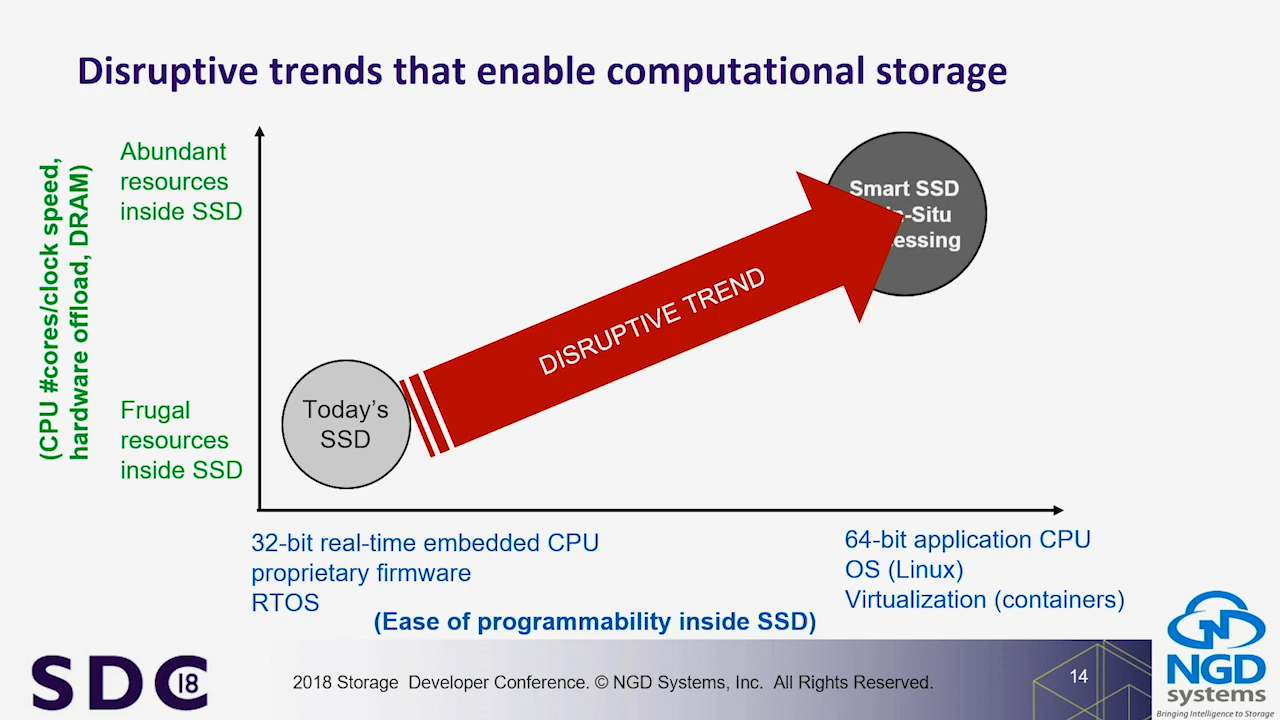 Disruptive trends that enable computational storage
(CPU #cores/clock speed,
hardware offload, DRAM)
Abundant
resources
inside SSD
Frugal
resources
inside SSD
Smart SSD
-Situ
essing
DISRUPTIVE TREND
Today's
SSD
32-bit real-time embedded CPU
proprietary firmware
RTOS
64-bit application CPU
OS (Linux)
Virtualization (containers)
(Ease of programmability inside SSD)
SDC 18
2018 Storage Developer Conference. © NGD Systems, Inc. All Rights Reserved.
14
NGD
systems
Bringing Intelligence to Storage